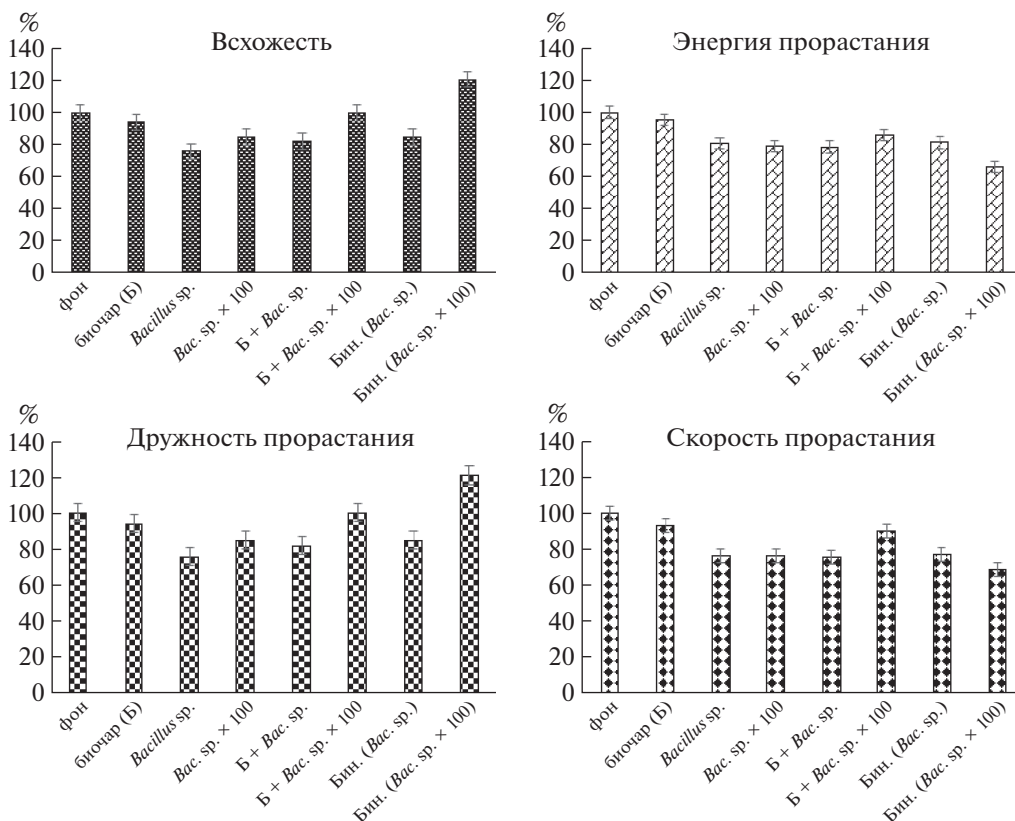 %
Всхожесть
140
120
100
80
60
40
20
0
фон
биочар (Б)
Bacillus sp.
Bac. sp. × 100
Б + Bac. sp.
Б + Bac. sp. × 100
Бин. (Bac. sp.)
Бин. (Bac. sp. × 100)
%
Энергия прорастания
140
120
100
80
60
40
20
0
фон
биочар (Б)
Bacillus sp.
Bac. sp. × 100
Б + Bac. sp.
Б + Bac. sp. × 100
Бин. (Bac. sp.)
Бин. (Bac. sp. × 100)
%
Дружность прорастания
140
120
100
80
60
40
20
0
фон
биочар (Б)
Bacillus sp.
Bac. sp. × 100
Б + Bac. sp.
Б + Bac. sp. × 100
Бин. (Bac. sp.)
Бин. (Bac. sp. × 100)
%
Скорость прорастания
140
120
100
80
60
40
20
0
фон
биочар (Б)
Bacillus sp.
Bac. sp. × 100
Б + Bac. sp.
Б + Bac. sp. × 100
Бин. (Bac. sp.)
Бин. (Bac. sp. × 100)